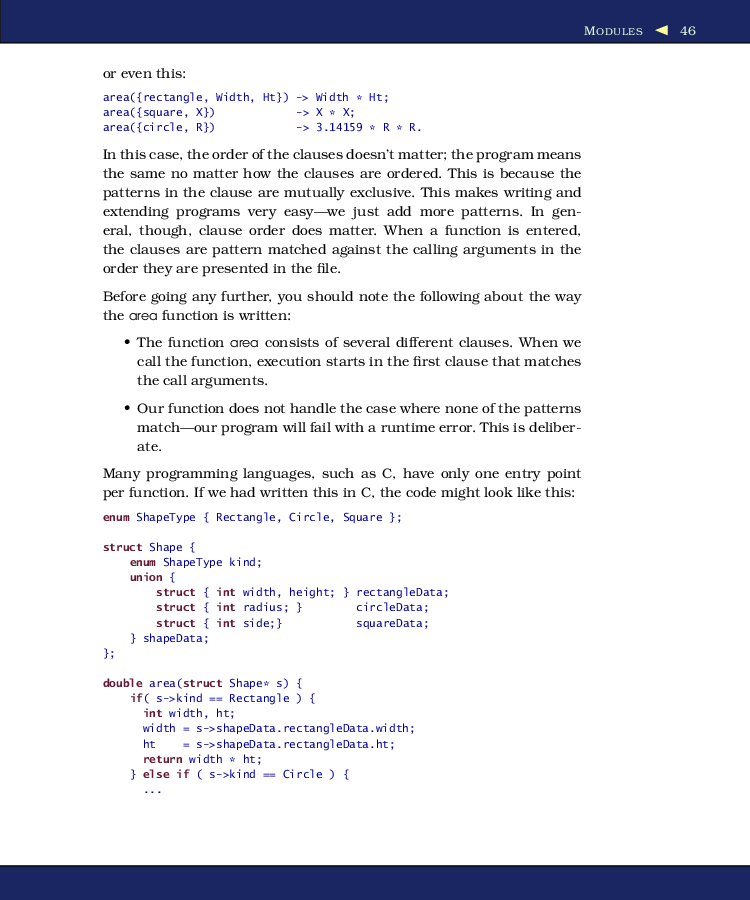 MODULES ◀ 46
or even this:
area({rectangle, Width, Ht}) -> Width * Ht;
area({square, X})            -> X * X;
area({circle, R})            -> 3.14159 * R * R.
In this case, the order of the clauses doesn't matter; the program means
the same no matter how the clauses are ordered. This is because the
patterns in the clause are mutually exclusive. This makes writing and
extending programs very easy—we just add more patterns. In gen-
eral, though, clause order does matter. When a function is entered,
the clauses are pattern matched against the calling arguments in the
order they are presented in the file.
Before going any further, you should note the following about the way
the area function is written:
• The function area consists of several different clauses. When we
call the function, execution starts in the first clause that matches
the call arguments.
• Our function does not handle the case where none of the patterns
match—our program will fail with a runtime error. This is deliber-
ate.
Many programming languages, such as C, have only one entry point
per function. If we had written this in C, the code might look like this:
enum ShapeType { Rectangle, Circle, Square };
struct Shape {
    enum ShapeType kind;
    union {
        struct { int width, height; } rectangleData;
        struct { int radius; }        circleData;
        struct { int side;}           squareData;
    } shapeData;
};
double area(struct Shape* s) {
    if( s->kind == Rectangle ) {
      int width, ht;
      width = s->shapeData.rectangleData.width;
      ht    = s->shapeData.rectangleData.ht;
      return width * ht;
    } else if ( s->kind == Circle ) {
      ...